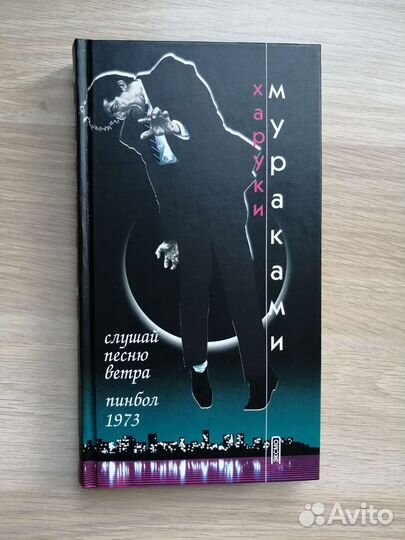 харуки
мураками
слушай
песню
ветра
пинбол
1973
ЭКСМО
Avito